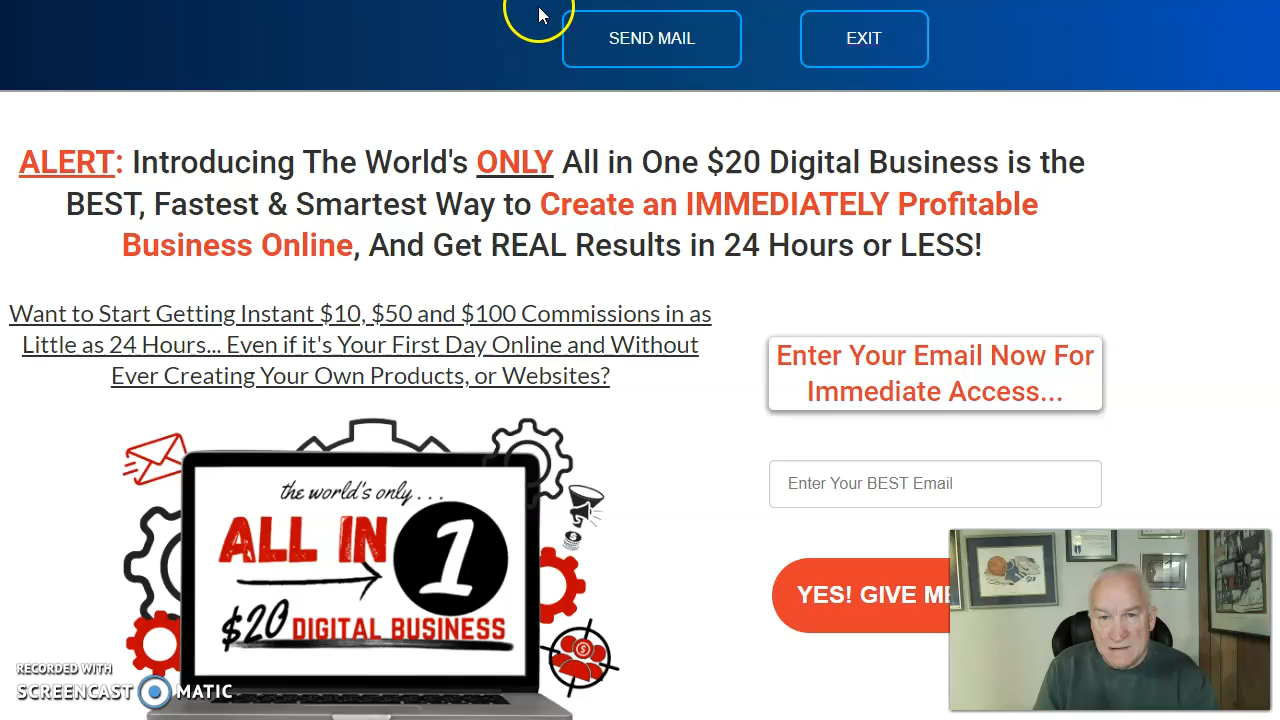 SEND MAIL
EXIT
ALERT: Introducing The World's ONLY All in One $20 Digital Business is the
BEST, Fastest & Smartest Way to Create an IMMEDIATELY Profitable
Business Online, And Get REAL Results in 24 Hours or LESS!
Want to Start Getting Instant $10, $50 and $100 Commissions in as
Little as 24 Hours... Even if it's Your First Day Online and Without
Ever Creating Your Own Products, or Websites?
Enter Your Email Now For
Immediate Access...
Enter Your BEST Email
YES! GIVE ME
the world's only . . .
ALL IN 1
$20 DIGITAL BUSINESS
RECORDED WITH
SCREENCAST MATIC